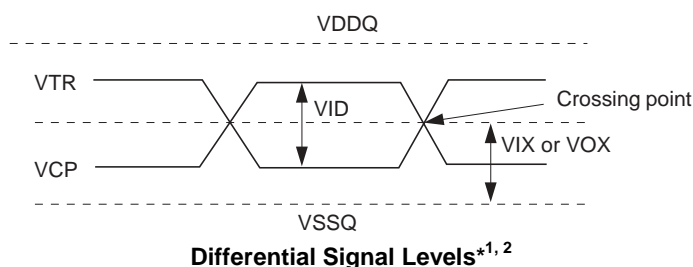 VDDQ
VTR
VID
Crossing point
VIX or VOX
VCP
VSSQ
Differential Signal Levels*1, 2